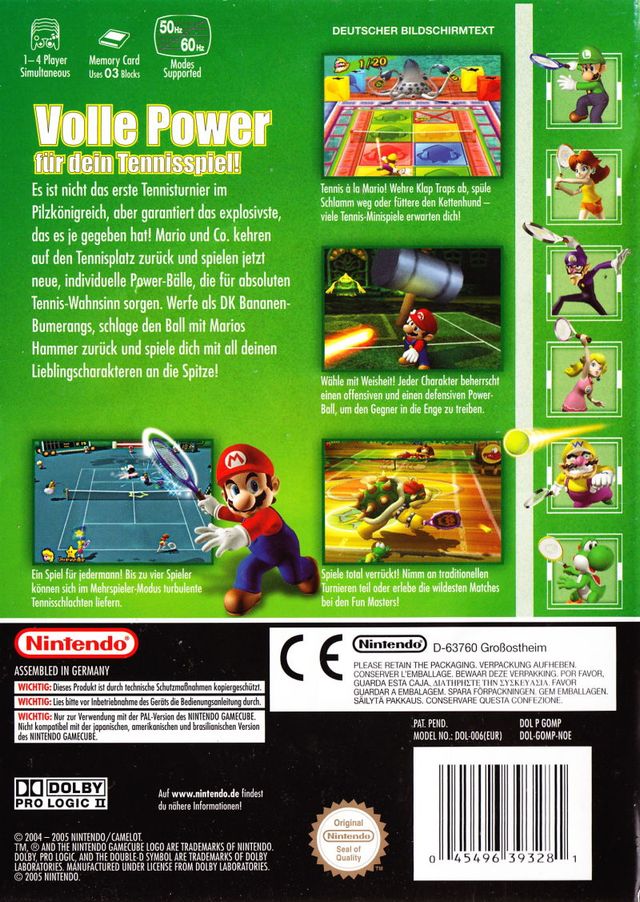 1–4 Player
Simultaneous
Memory Card
Uses 03 Blocks
50Hz
60Hz
Modes
Supported
Volle Power
für dein Tennisspiel!
Es ist nicht das erste Tennisturnier im
Pilzkönigreich, aber garantiert das explosivste,
das es je gegeben hat! Mario und Co. kehren
auf den Tennisplatz zurück und spielen jetzt
neue, individuelle Power-Bälle, die für absoluten
Tennis-Wahnsinn sorgen. Werfe als DK Bananen-
Bumerangs, schlage den Ball mit Marios
Hammer zurück und spiele dich mit all deinen
Lieblingscharakteren an die Spitze!
DEUTSCHER BILDSCHIRMTEXT
1/20
Tennis à la Mario! Wehre Klap Traps ab, spüle
Schlamm weg oder füttere den Kettenhund –
viele Tennis-Minispiele erwarten dich!
Wähle mit Weisheit! Jeder Charakter beherrscht
einen offensiven und einen defensiven Power-
Ball, um den Gegner in die Enge zu treiben.
Ein Spiel für jedermann! Bis zu vier Spieler
können sich im Mehrspieler-Modus turbulente
Tennisschlachten liefern.
Spiele total verrückt! Nimm an traditionellen
Turnieren teil oder erlebe die wildesten Matches
bei den Fun Masters!
Nintendo®
ASSEMBLED IN GERMANY
WICHTIG: Dieses Produkt ist durch technische Schutzmaßnahmen kopiergeschützt.
WICHTIG: Lies bitte vor Inbetriebnahme des Geräts die Bedienungsanleitung durch.
WICHTIG: Nur zur Verwendung mit der PAL-Version des NINTENDO GAMECUBE.
Nicht kompatibel mit der japanischen, amerikanischen und brasilianischen Version
des NINTENDO GAMECUBE.
CE
Nintendo® D-63760 Großostheim
PLEASE RETAIN THE PACKAGING. VERPACKUNG AUFHEBEN.
CONSERVER L'EMBALLAGE. BEWAAR DEZE VERPAKKING. POR FAVOR,
GUARDA ESTA CAJA. ΔΙΑΤΗΡΗΣΤΕ ΤΗΝ ΣΥΣΚΕΥΑΣΙΑ. FAVOR
GUARDAR A EMBALAGEM. SPARA FÖRPACKNINGEN. GEM EMBALLAGEN.
SÄILYTÄ PAKKAUS. CONSERVARE QUESTA CONFEZIONE.
PAT. PEND.
MODEL NO.: DOL-006(EUR)
DOL P GOMP
DOL-GOMP-NOE
DOLBY
PRO LOGIC II
Auf www.nintendo.de findest
du nähere Informationen!
© 2004 – 2005 NINTENDO/CAMELOT.
TM, ® AND THE NINTENDO GAMECUBE LOGO ARE TRADEMARKS OF NINTENDO.
DOLBY, PRO LOGIC, AND THE DOUBLE-D SYMBOL ARE TRADEMARKS OF DOLBY
LABORATORIES. MANUFACTURED UNDER LICENSE FROM DOLBY LABORATORIES.
© 2005 NINTENDO.
Original
Nintendo
Seal of
Quality
TM
0 45496 39328 1